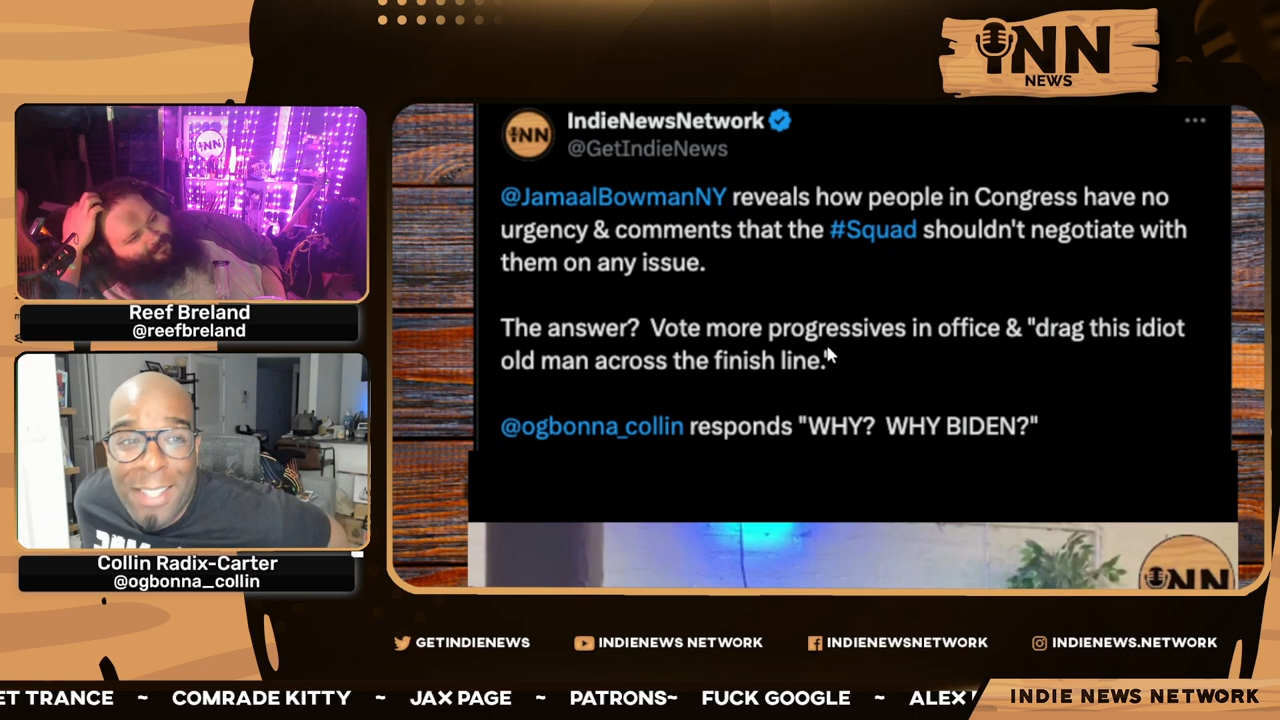 INN
NEWS
IndieNewsNetwork
@GetIndieNews
@JamaalBowmanNY reveals how people in Congress have no
urgency & comments that the #Squad shouldn't negotiate with
them on any issue.
The answer? Vote more progressives in office & "drag this idiot
old man across the finish line."
@ogbonna_collin responds "WHY? WHY BIDEN?"
INN
INN
INN
Reef Breland
@reefbreland
Collin Radix-Carter
@ogbonna_collin
GETINDIENEWS
INDIENEWS NETWORK
INDIENEWSNETWORK
INDIENEWS.NETWORK
ET TRANCE ~ COMRADE KITTY ~ JAX PAGE ~ PATRONS~ FUCK GOOGLE ~ ALEX
INDIE NEWS NETWORK